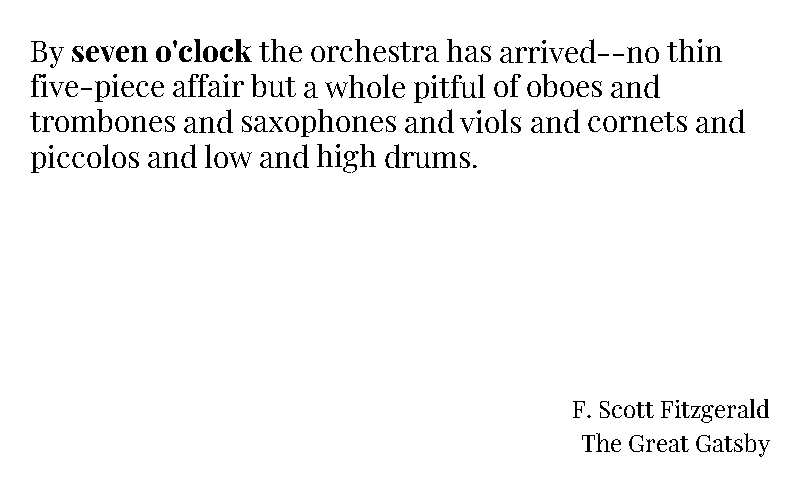 By seven o'clock the orchestra has arrived--no thin
five-piece affair but a whole pitful of oboes and
trombones and saxophones and viols and cornets and
piccolos and low and high drums.
F. Scott Fitzgerald
The Great Gatsby